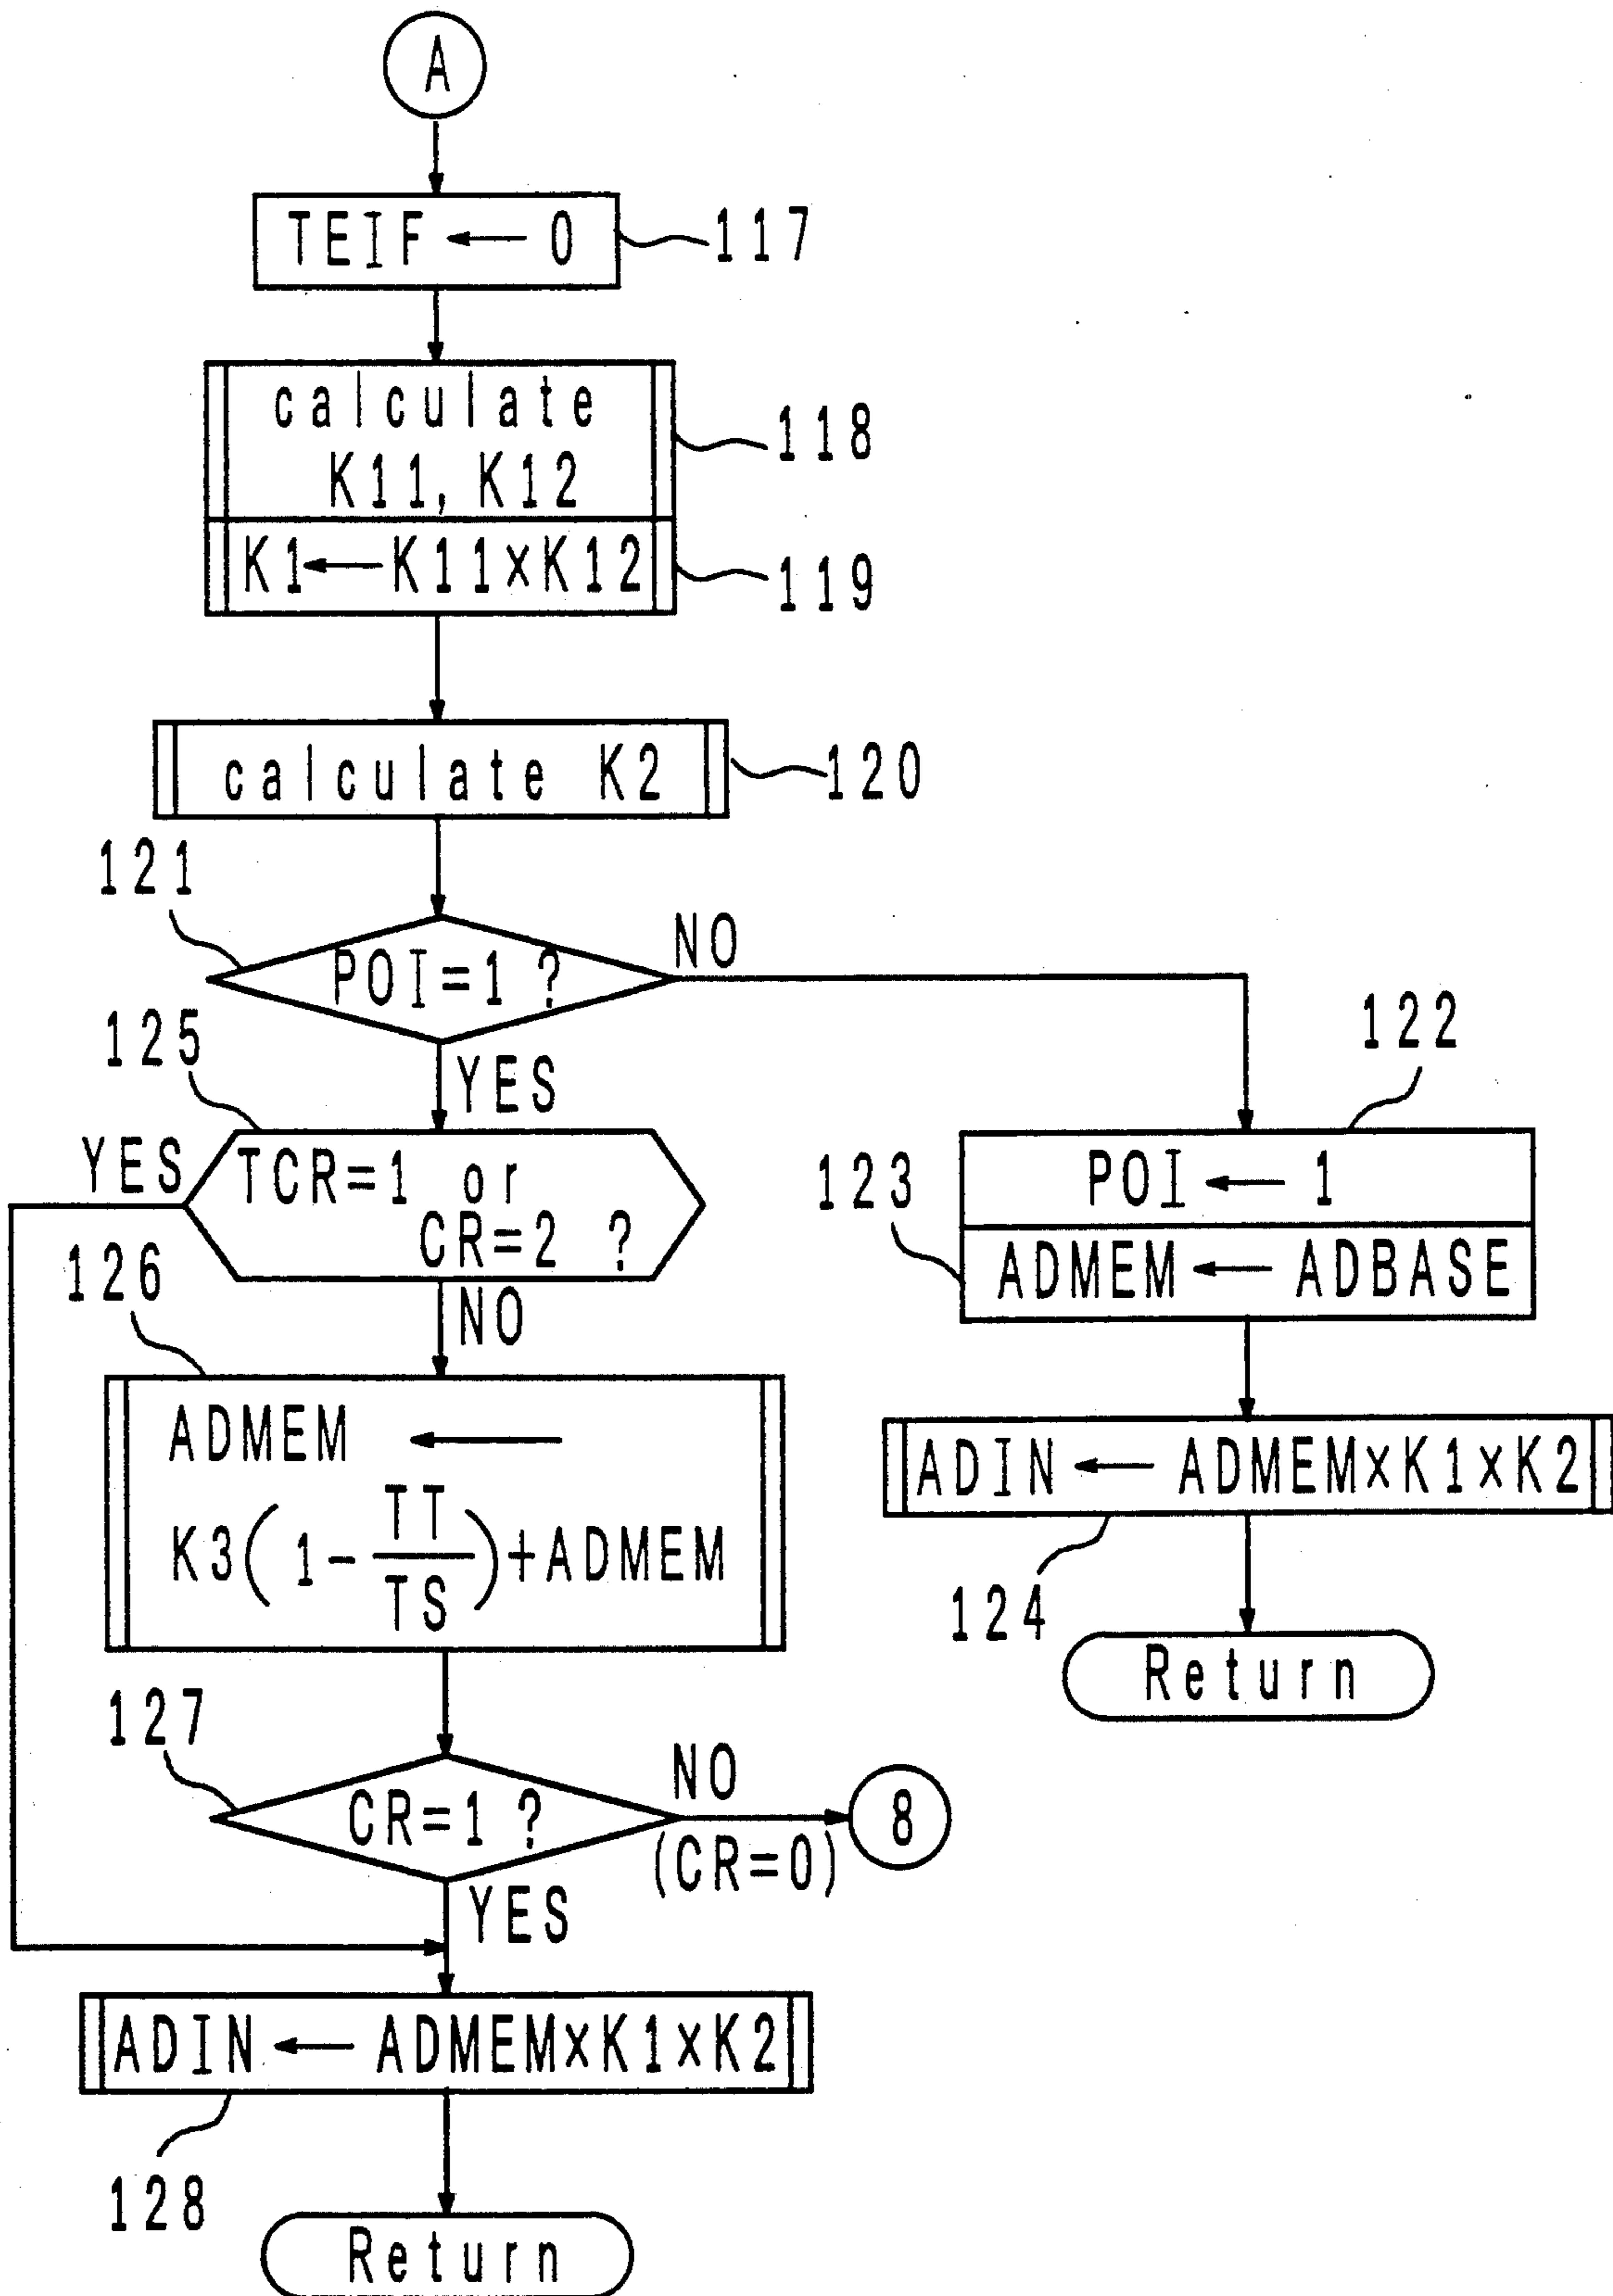 A
TEIF ← 0
117
calculate
K11, K12
118
K1←K11×K12
119
calculate K2
120
121
POI=1 ?
NO
YES
125
YES
TCR=1 or
CR=2 ?
NO
122
POI ← 1
123
ADMEM ← ADBASE
ADIN ← ADMEM×K1×K2
124
Return
126
ADMEM ←
K3(1-TT/TS)+ADMEM
127
CR=1 ?
NO
(CR=0)
8
YES
ADIN ← ADMEM×K1×K2
128
Return